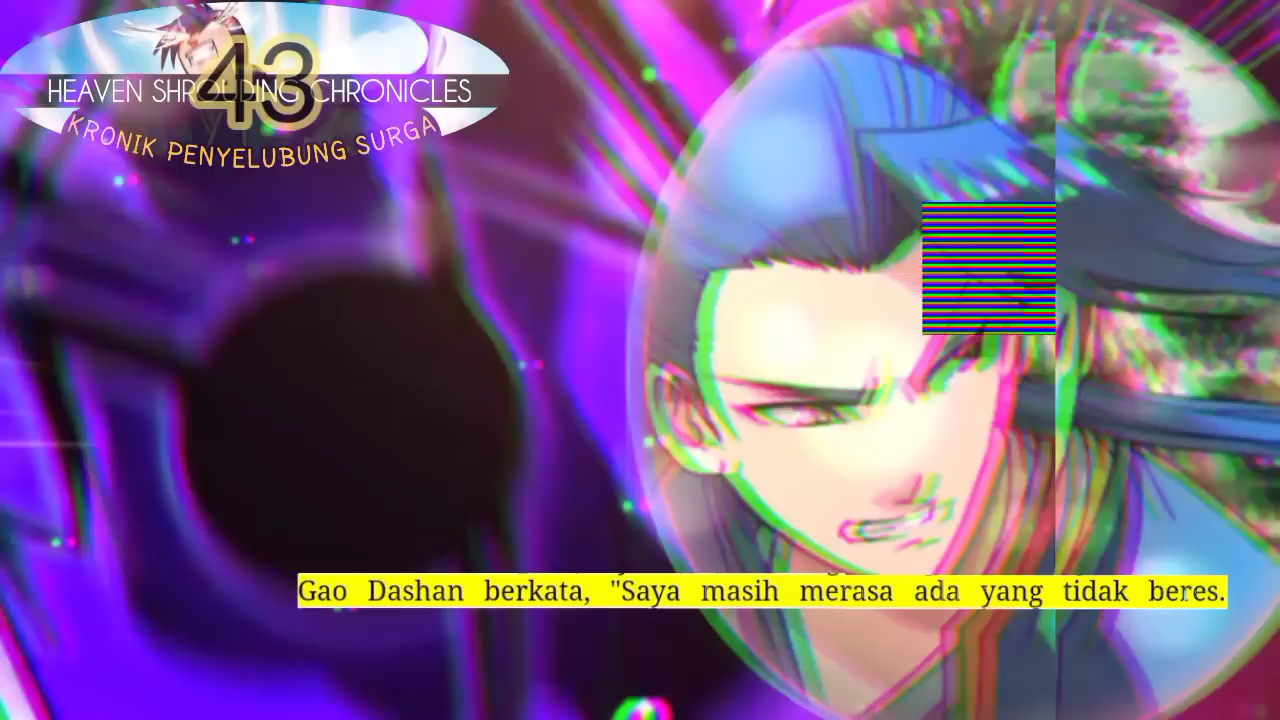 43
HEAVEN SHROUDING CHRONICLES
KRONIK PENYELUBUNG SURGA
Gao Dashan berkata, "Saya masih merasa ada yang tidak beres.